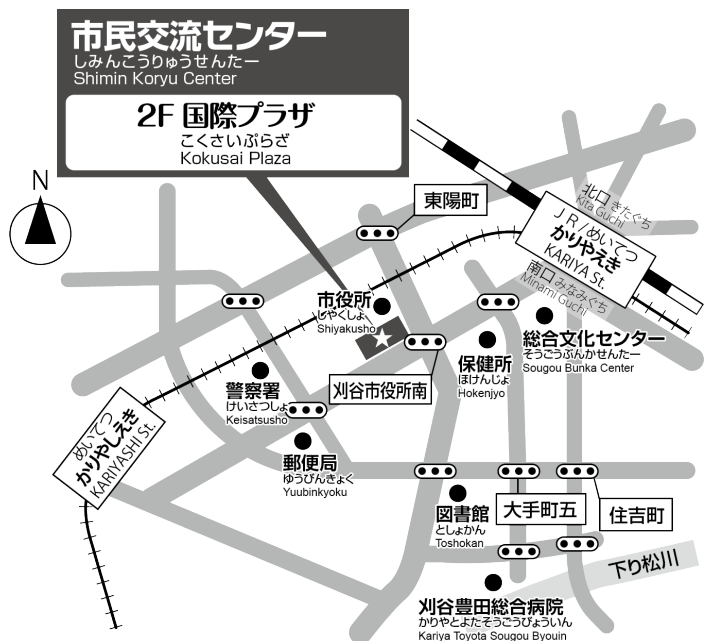 市民交流センター
しみんこうりゅうせんたー
Shimin Koryu Center
2F 国際プラザ
こくさいぷらざ
Kokusai Plaza
N
東陽町
北口 きたぐち
Kita Guchi
JR/めいてつ
かりやえき
KARIYA St.
南口 みなみぐち
Minami Guchi
市役所
しやくしょ
Shiyakusho
総合文化センター
そうごうぶんかせんたー
Sougou Bunka Center
保健所
ほけんじょ
Hokenjyo
刈谷市役所南
警察署
けいさつしょ
Keisatsusho
めいてつ
かりやしえき
KARIYASHI St.
郵便局
ゆうびんきょく
Yuubinkyoku
図書館
としょかん
Toshokan
大手町五
住吉町
下り松川
刈谷豊田総合病院
かりやとよたそうごうびょういん
Kariya Toyota Sougou Byouin